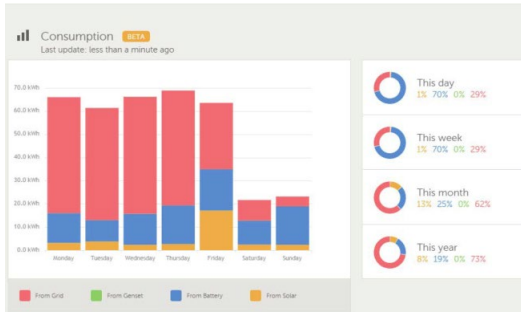 Consumption BETA
Last update: less than a minute ago
70.0 kWh
60.0 kWh
50.0 kWh
40.0 kWh
30.0 kWh
20.0 kWh
10.0 kWh
0.0 kWh
Monday Tuesday Wednesday Thursday Friday Saturday Sunday
From Grid From Genset From Battery From Solar
This day
1% 70% 0% 29%
This week
1% 70% 0% 29%
This month
13% 25% 0% 62%
This year
8% 19% 0% 73%